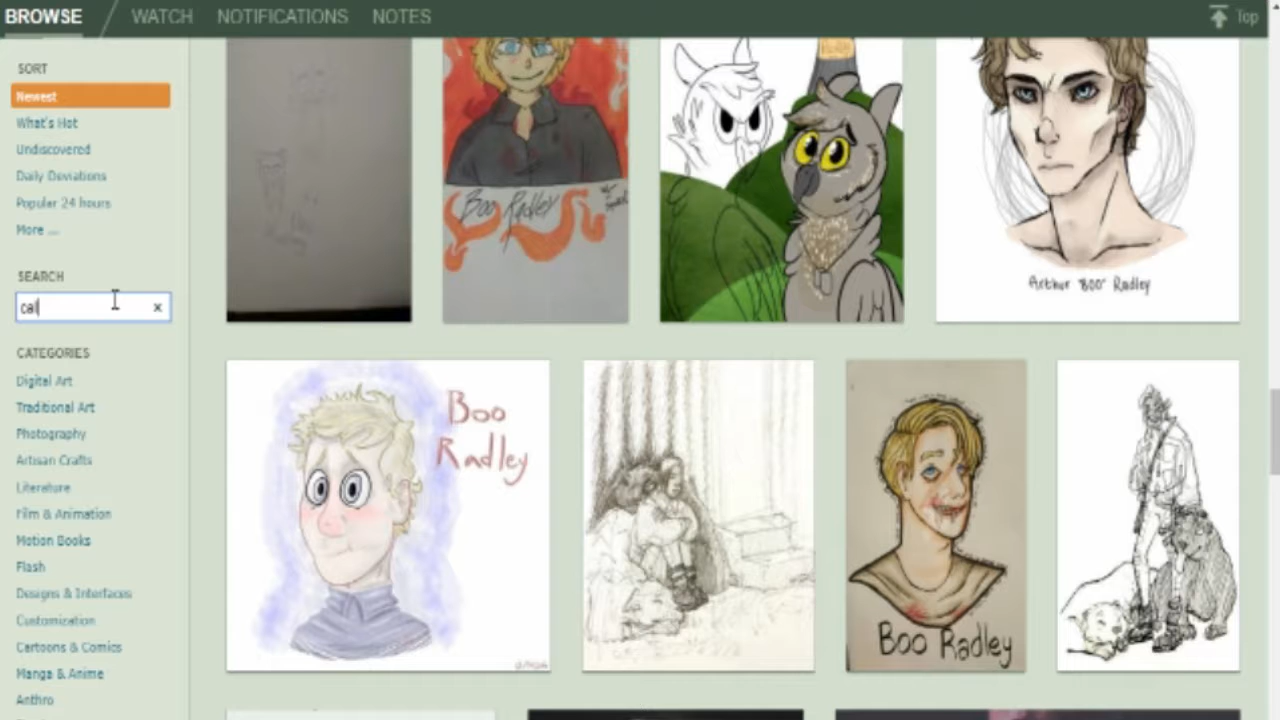 BROWSE WATCH NOTIFICATIONS NOTES Top
SORT
Newest
What's Hot
Undiscovered
Daily Deviations
Popular 24 hours
More ...
SEARCH
cal x
CATEGORIES
Digital Art
Traditional Art
Photography
Artisan Crafts
Literature
Film & Animation
Motion Books
Flash
Designs & Interfaces
Customization
Cartoons & Comics
Manga & Anime
Anthro
Boo Radley
Arthur "BOO" Radley
Boo
Radley
Boo Radley